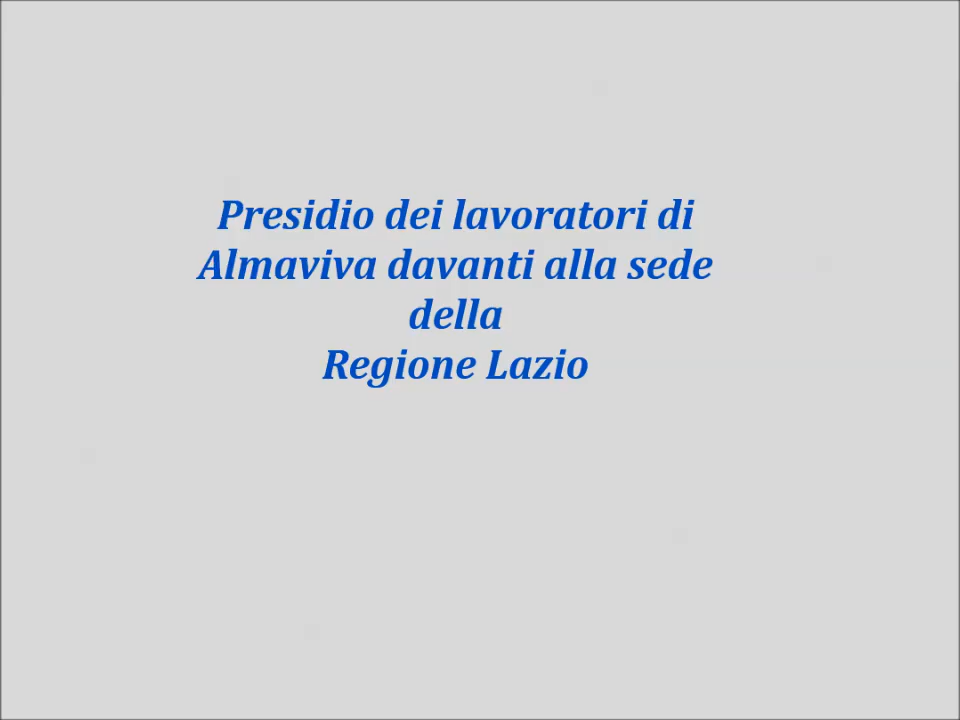 Presidio dei lavoratori di
Almaviva davanti alla sede
della
Regione Lazio